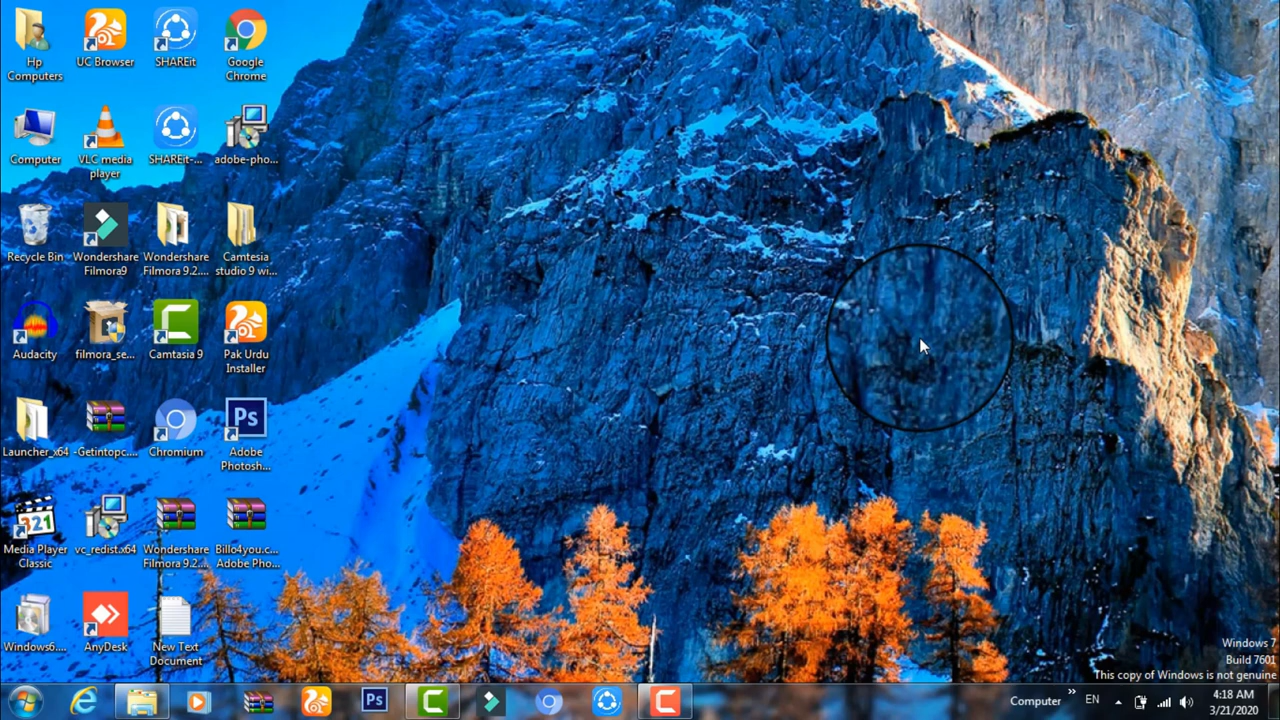 Hp
Computers
UC Browser
SHAREit
Google
Chrome
Computer
VLC media
player
SHAREit-...
adobe-pho...
Recycle Bin
Wondershare
Filmora9
Wondershare
Filmora 9.2....
Camtesia
studio 9 wi...
Audacity
filmora_se...
Camtasia 9
Pak Urdu
Installer
Launcher_x64
-Getintopc....
Chromium
Ps
Adobe
Photosh...
321
Media Player
Classic
vc_redist.x64
Wondershare
Filmora 9.2...
Billo4you.c...
Adobe Pho...
Windows6....
AnyDesk
New Text
Document
Windows 7
Build 7601
This copy of Windows is not genuine
Ps
Computer
»
EN
4:18 AM
3/21/2020